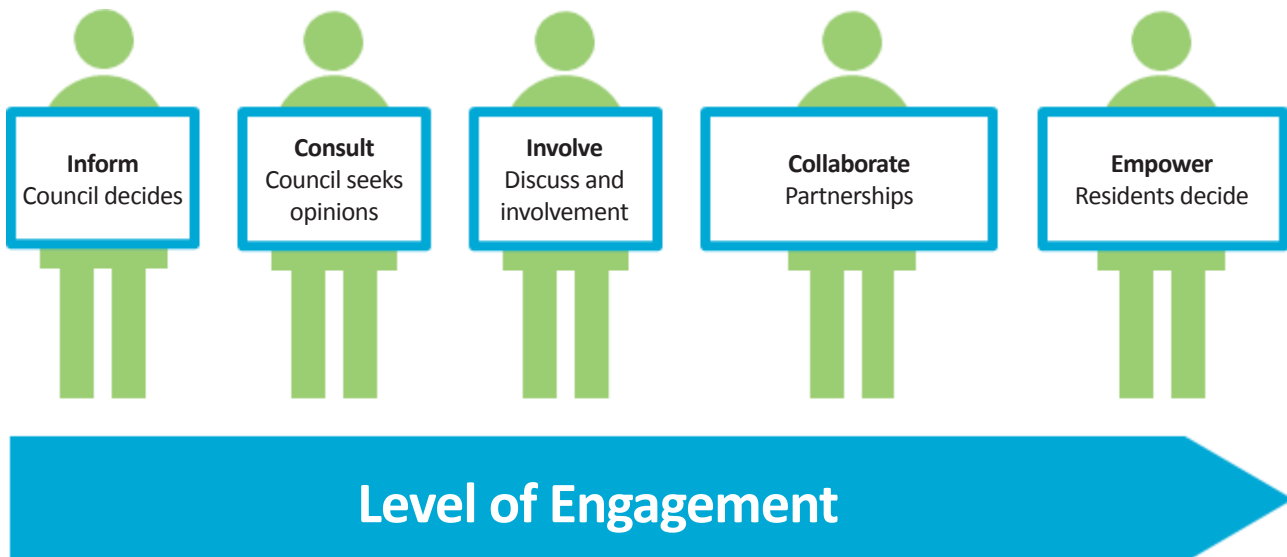 Inform
Council decides
Consult
Council seeks
opinions
Involve
Discuss and
involvement
Collaborate
Partnerships
Empower
Residents decide
Level of Engagement